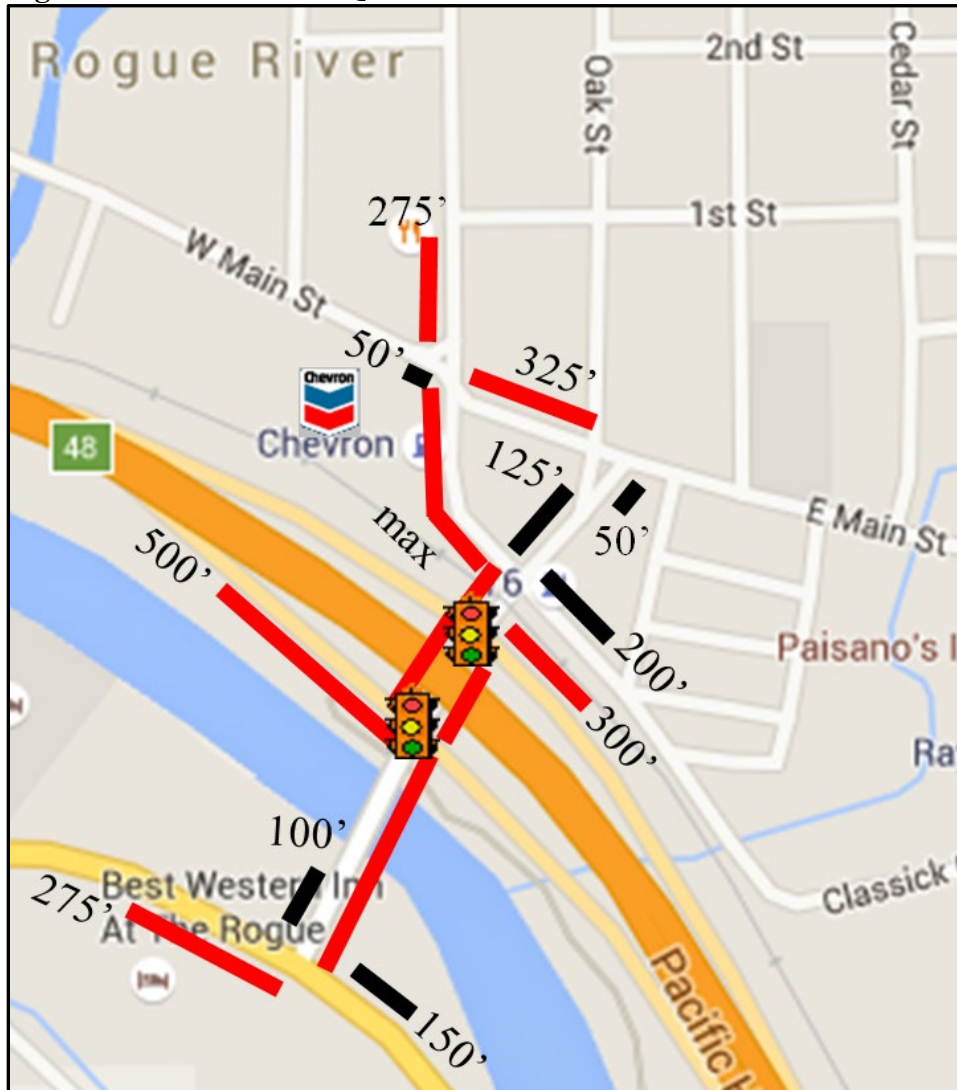 Rogue River
2nd St
Cedar St
Oak St
1st St
275’
W Main St
50’
325’
Chevron
Chevron
48
125’
50’
E Main St
max
500’
6
200’
Paisano's
300’
100’
Best Western Inn
At The Rogue
275’
Classick
150’
Pacific H